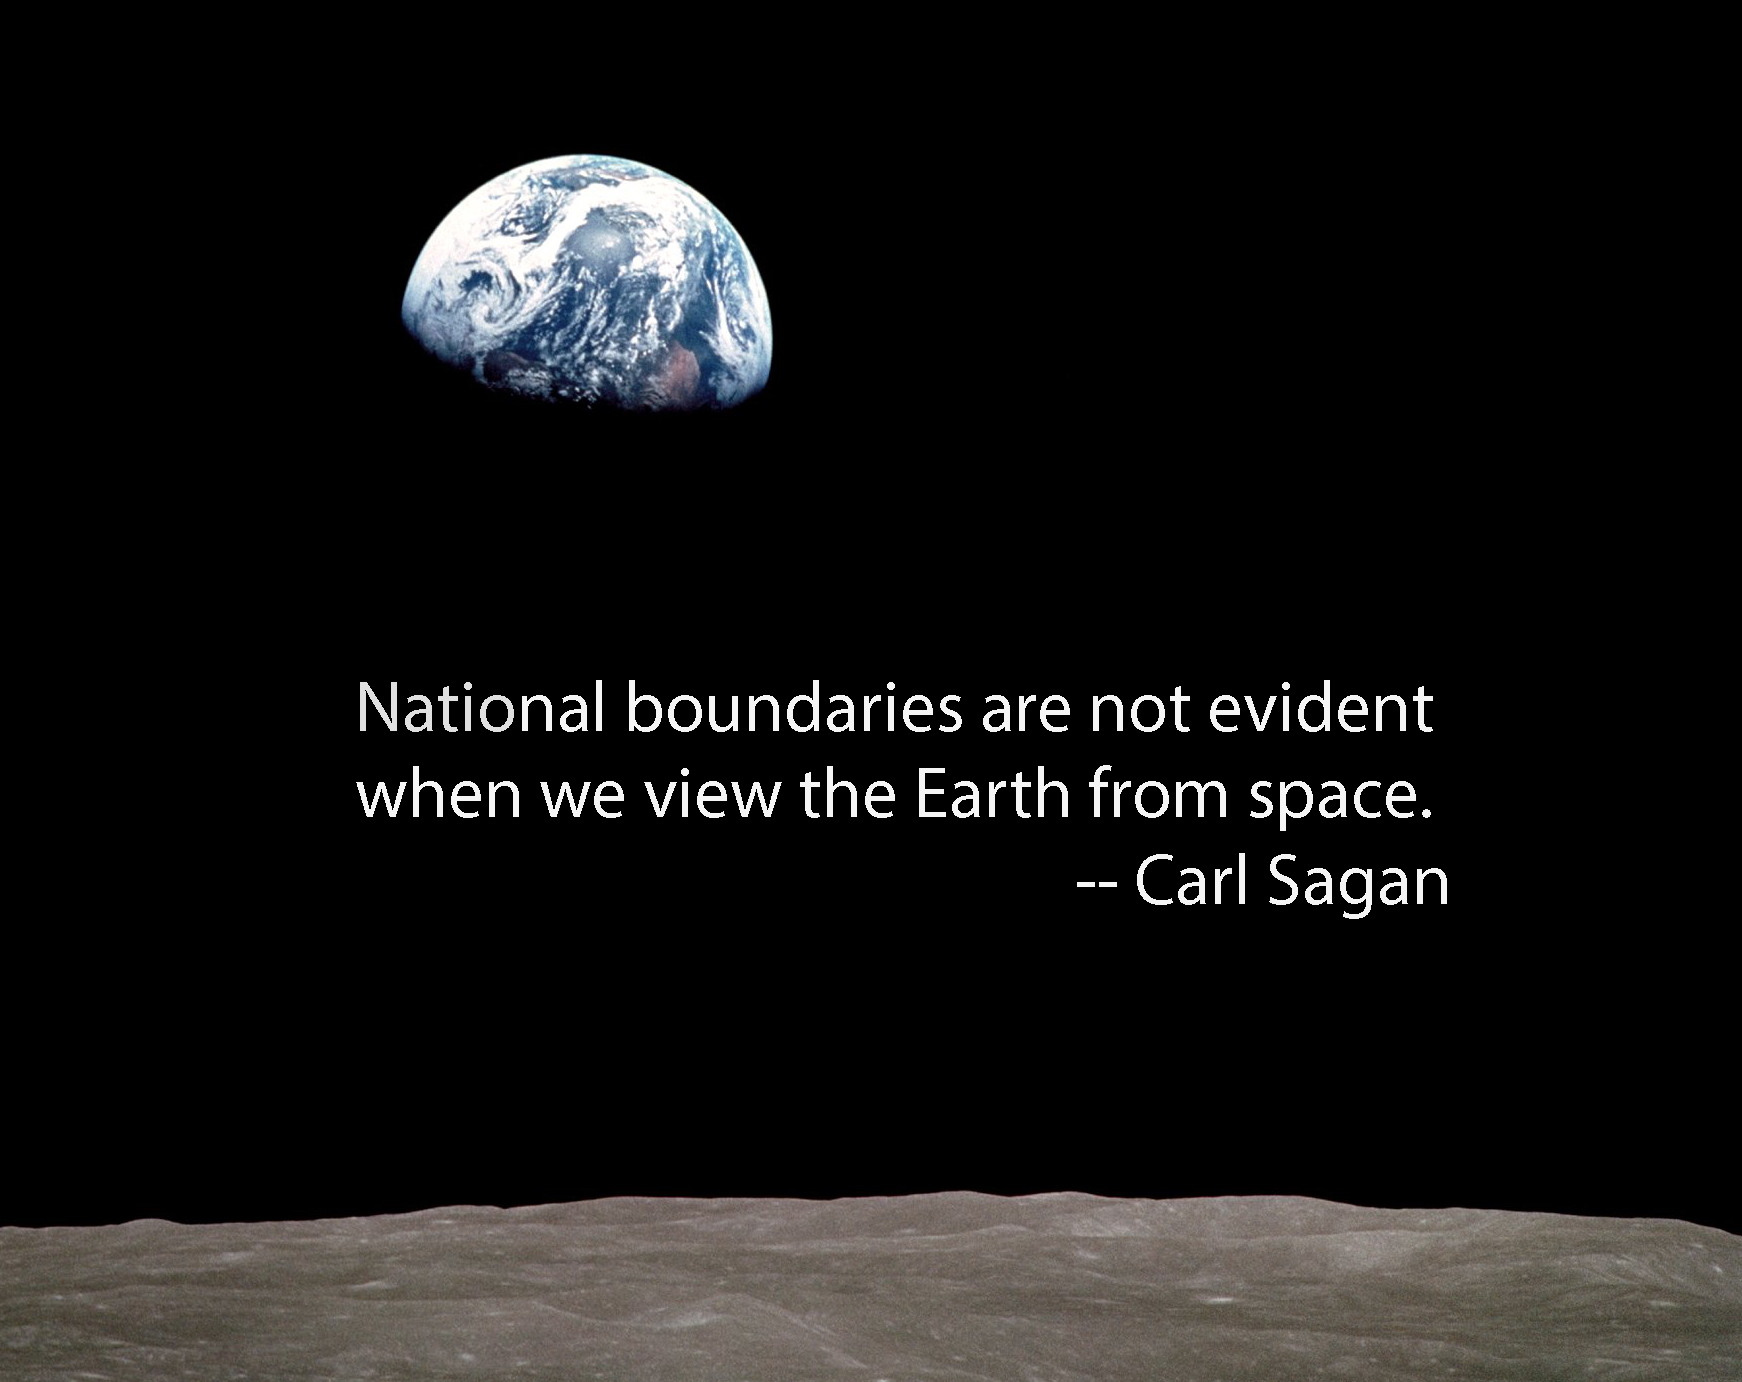 National boundaries are not evident
when we view the Earth from space.
-- Carl Sagan